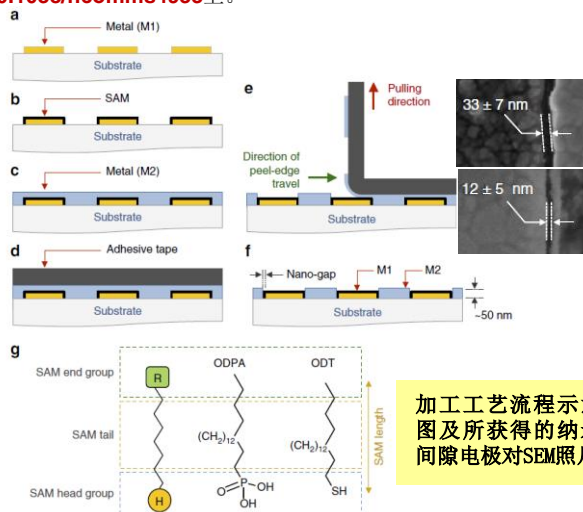 a
Metal (M1)
Substrate
b
SAM
Substrate
c
Metal (M2)
Substrate
d
Adhesive tape
Substrate
e
Pulling
direction
Direction of
peel-edge
travel
Substrate
33 ± 7 nm
12 ± 5 nm
f
Nano-gap
M1
M2
Substrate
~50 nm
g
SAM end group
R
ODPA
ODT
SAM tail
(CH2)12
(CH2)12
SAM length
SAM head group
H
O
P
OH
OH
SH
加工工艺流程示
图及所获得的纳
间隙电极对SEM照